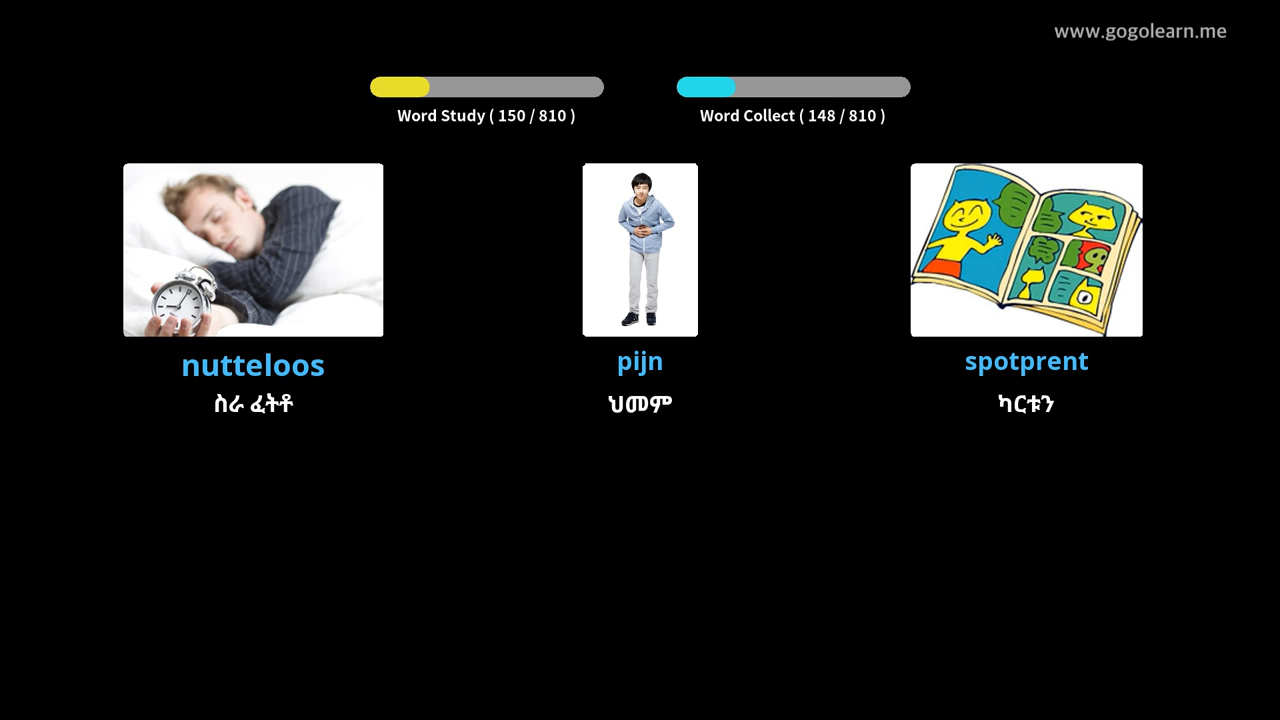 www.gogolearn.me
Word Study ( 150 / 810 )
Word Collect ( 148 / 810 )
nutteloos
pijn
spotprent
ስራ ፈትቶ
ህመም
ካርቱን